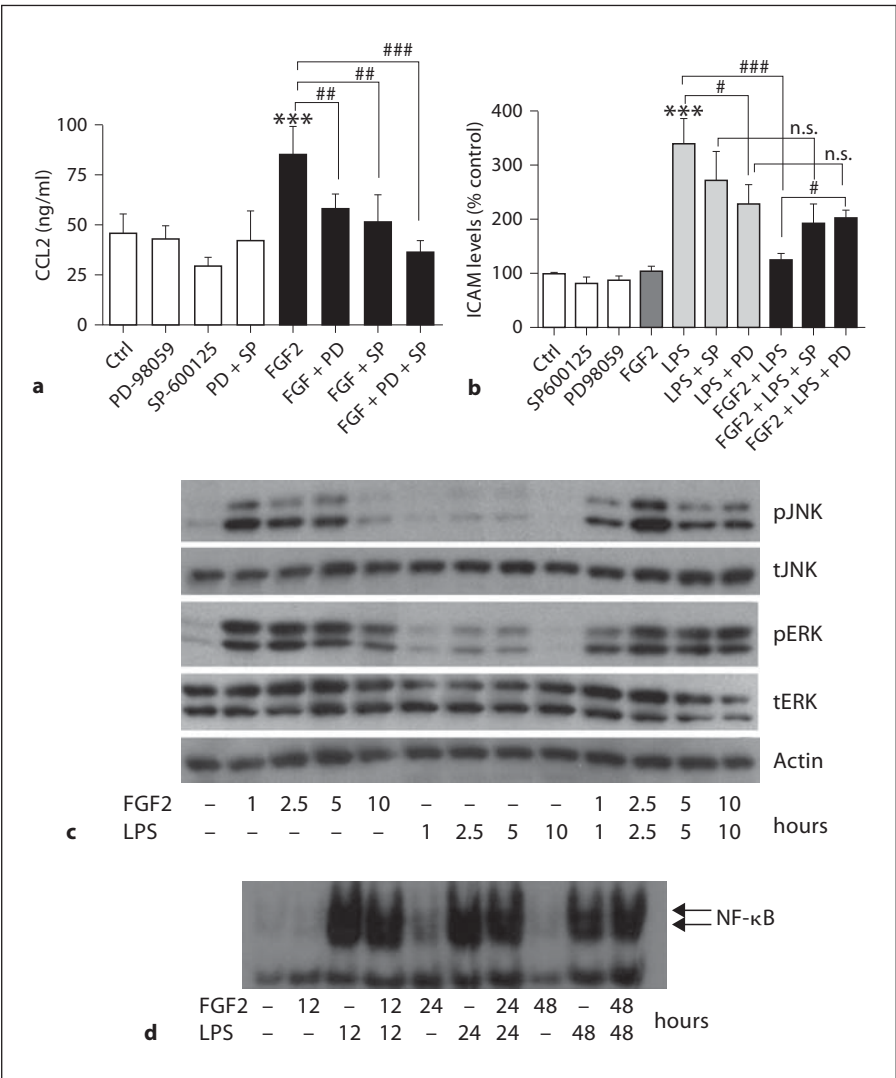 ###
##
##
***
100
75
50
25
0
CCL2 (ng/ml)
Ctrl
PD-98059
SP-600125
PD + SP
FGF2
FGF + PD
FGF + SP
FGF + PD + SP
a
###
#
***
n.s.
n.s.
#
400
300
200
100
0
ICAM levels (% control)
Ctrl
SP600125
PD98059
FGF2
LPS
LPS + SP
LPS + PD
FGF2 + LPS
FGF2 + LPS + SP
FGF2 + LPS + PD
b
pJNK
tJNK
pERK
tERK
Actin
FGF2 – 1 2.5 5 10 – – – – 1 2.5 5 10
LPS – – – – – 1 2.5 5 10 1 2.5 5 10
hours
c
NF-κB
FGF2 – 12 – 12 24 – 24 48 – 48
LPS – – 12 12 – 24 24 – 48 48
hours
d